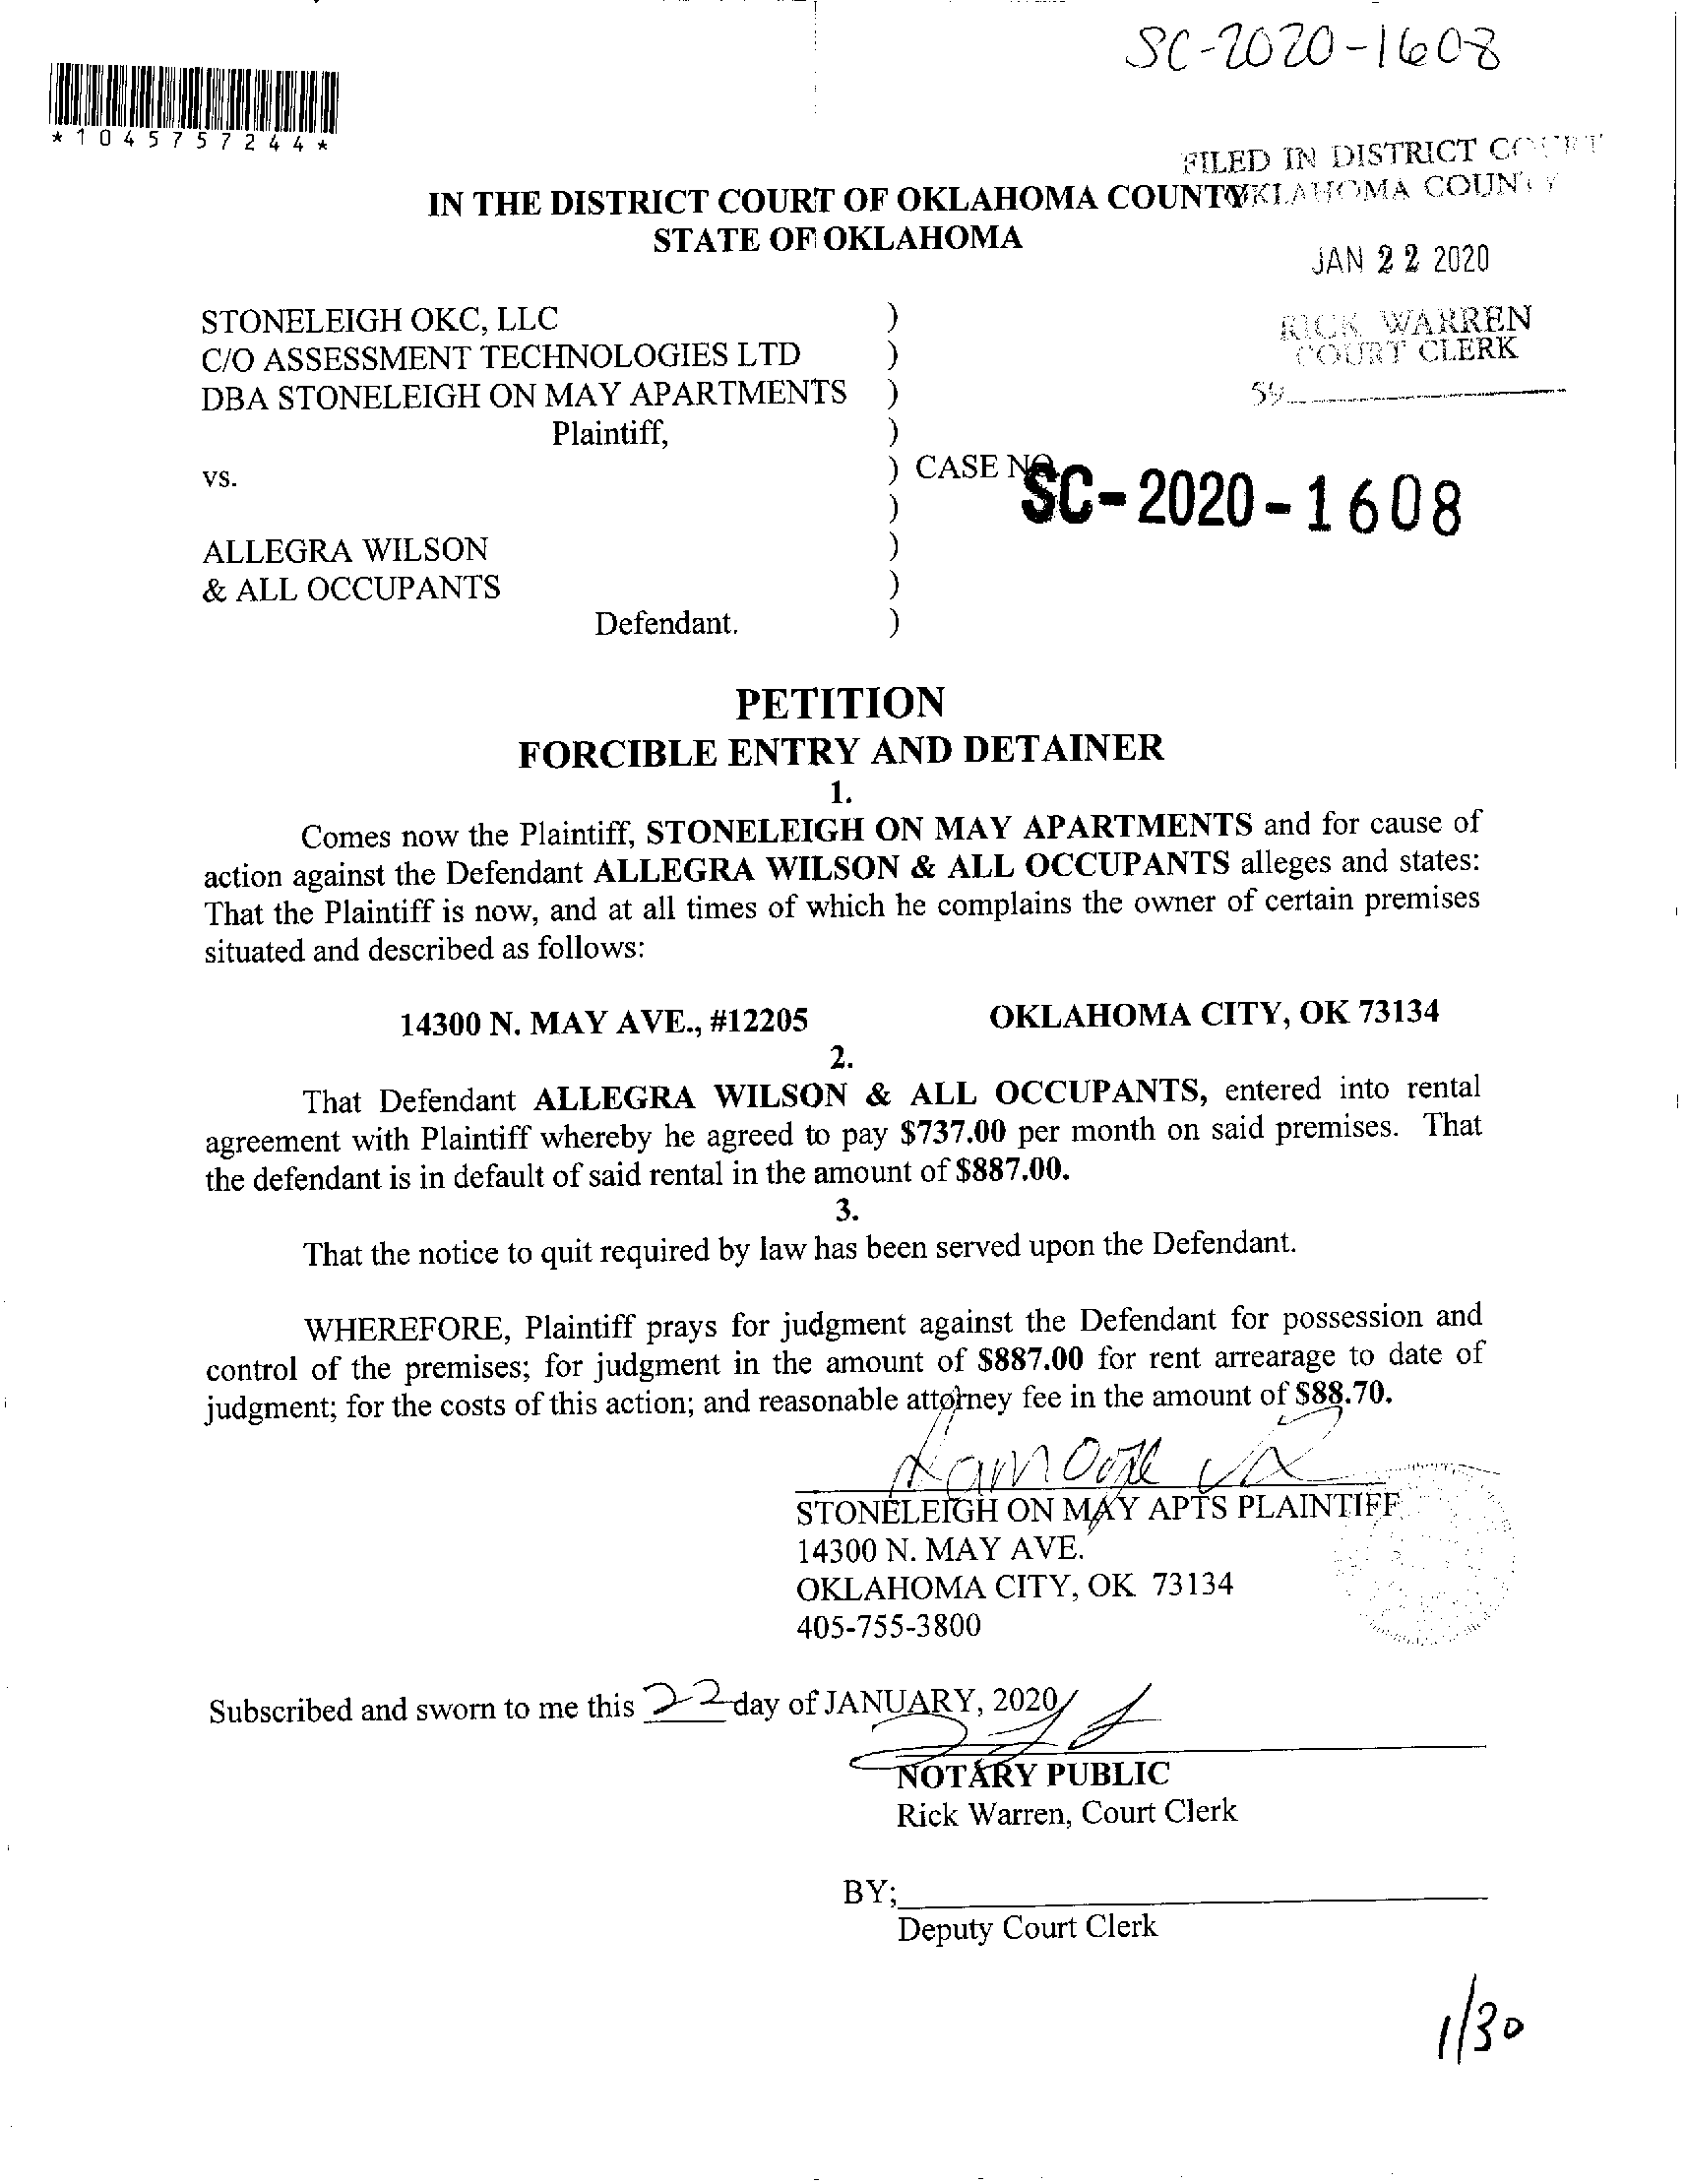 SC-2020-1608
*1045757244*
FILED IN DISTRICT COURT
OKLAHOMA COUNTY
IN THE DISTRICT COURT OF OKLAHOMA COUNTY
STATE OF OKLAHOMA
JAN 22 2020
STONELEIGH OKC, LLC )
RICK WARREN
COURT CLERK
C/O ASSESSMENT TECHNOLOGIES LTD )
DBA STONELEIGH ON MAY APARTMENTS )
Plaintiff, )
vs. ) CASE NO.
SC-2020-1608
)
ALLEGRA WILSON )
& ALL OCCUPANTS )
Defendant. )
PETITION
FORCIBLE ENTRY AND DETAINER
1.
Comes now the Plaintiff, STONELEIGH ON MAY APARTMENTS and for cause of
action against the Defendant ALLEGRA WILSON & ALL OCCUPANTS alleges and states:
That the Plaintiff is now, and at all times of which he complains the owner of certain premises
situated and described as follows:
14300 N. MAY AVE., #12205 OKLAHOMA CITY, OK 73134
2.
That Defendant ALLEGRA WILSON & ALL OCCUPANTS, entered into rental
agreement with Plaintiff whereby he agreed to pay $737.00 per month on said premises. That
the defendant is in default of said rental in the amount of $887.00.
3.
That the notice to quit required by law has been served upon the Defendant.
WHEREFORE, Plaintiff prays for judgment against the Defendant for possession and
control of the premises; for judgment in the amount of $887.00 for rent arrearage to date of
judgment; for the costs of this action; and reasonable attorney fee in the amount of $88.70.
STONELEIGH ON MAY APTS PLAINTIFF
14300 N. MAY AVE.
OKLAHOMA CITY, OK 73134
405-755-3800
Subscribed and sworn to me this 22 day of JANUARY, 2020
NOTARY PUBLIC
Rick Warren, Court Clerk
BY;
Deputy Court Clerk
1/30